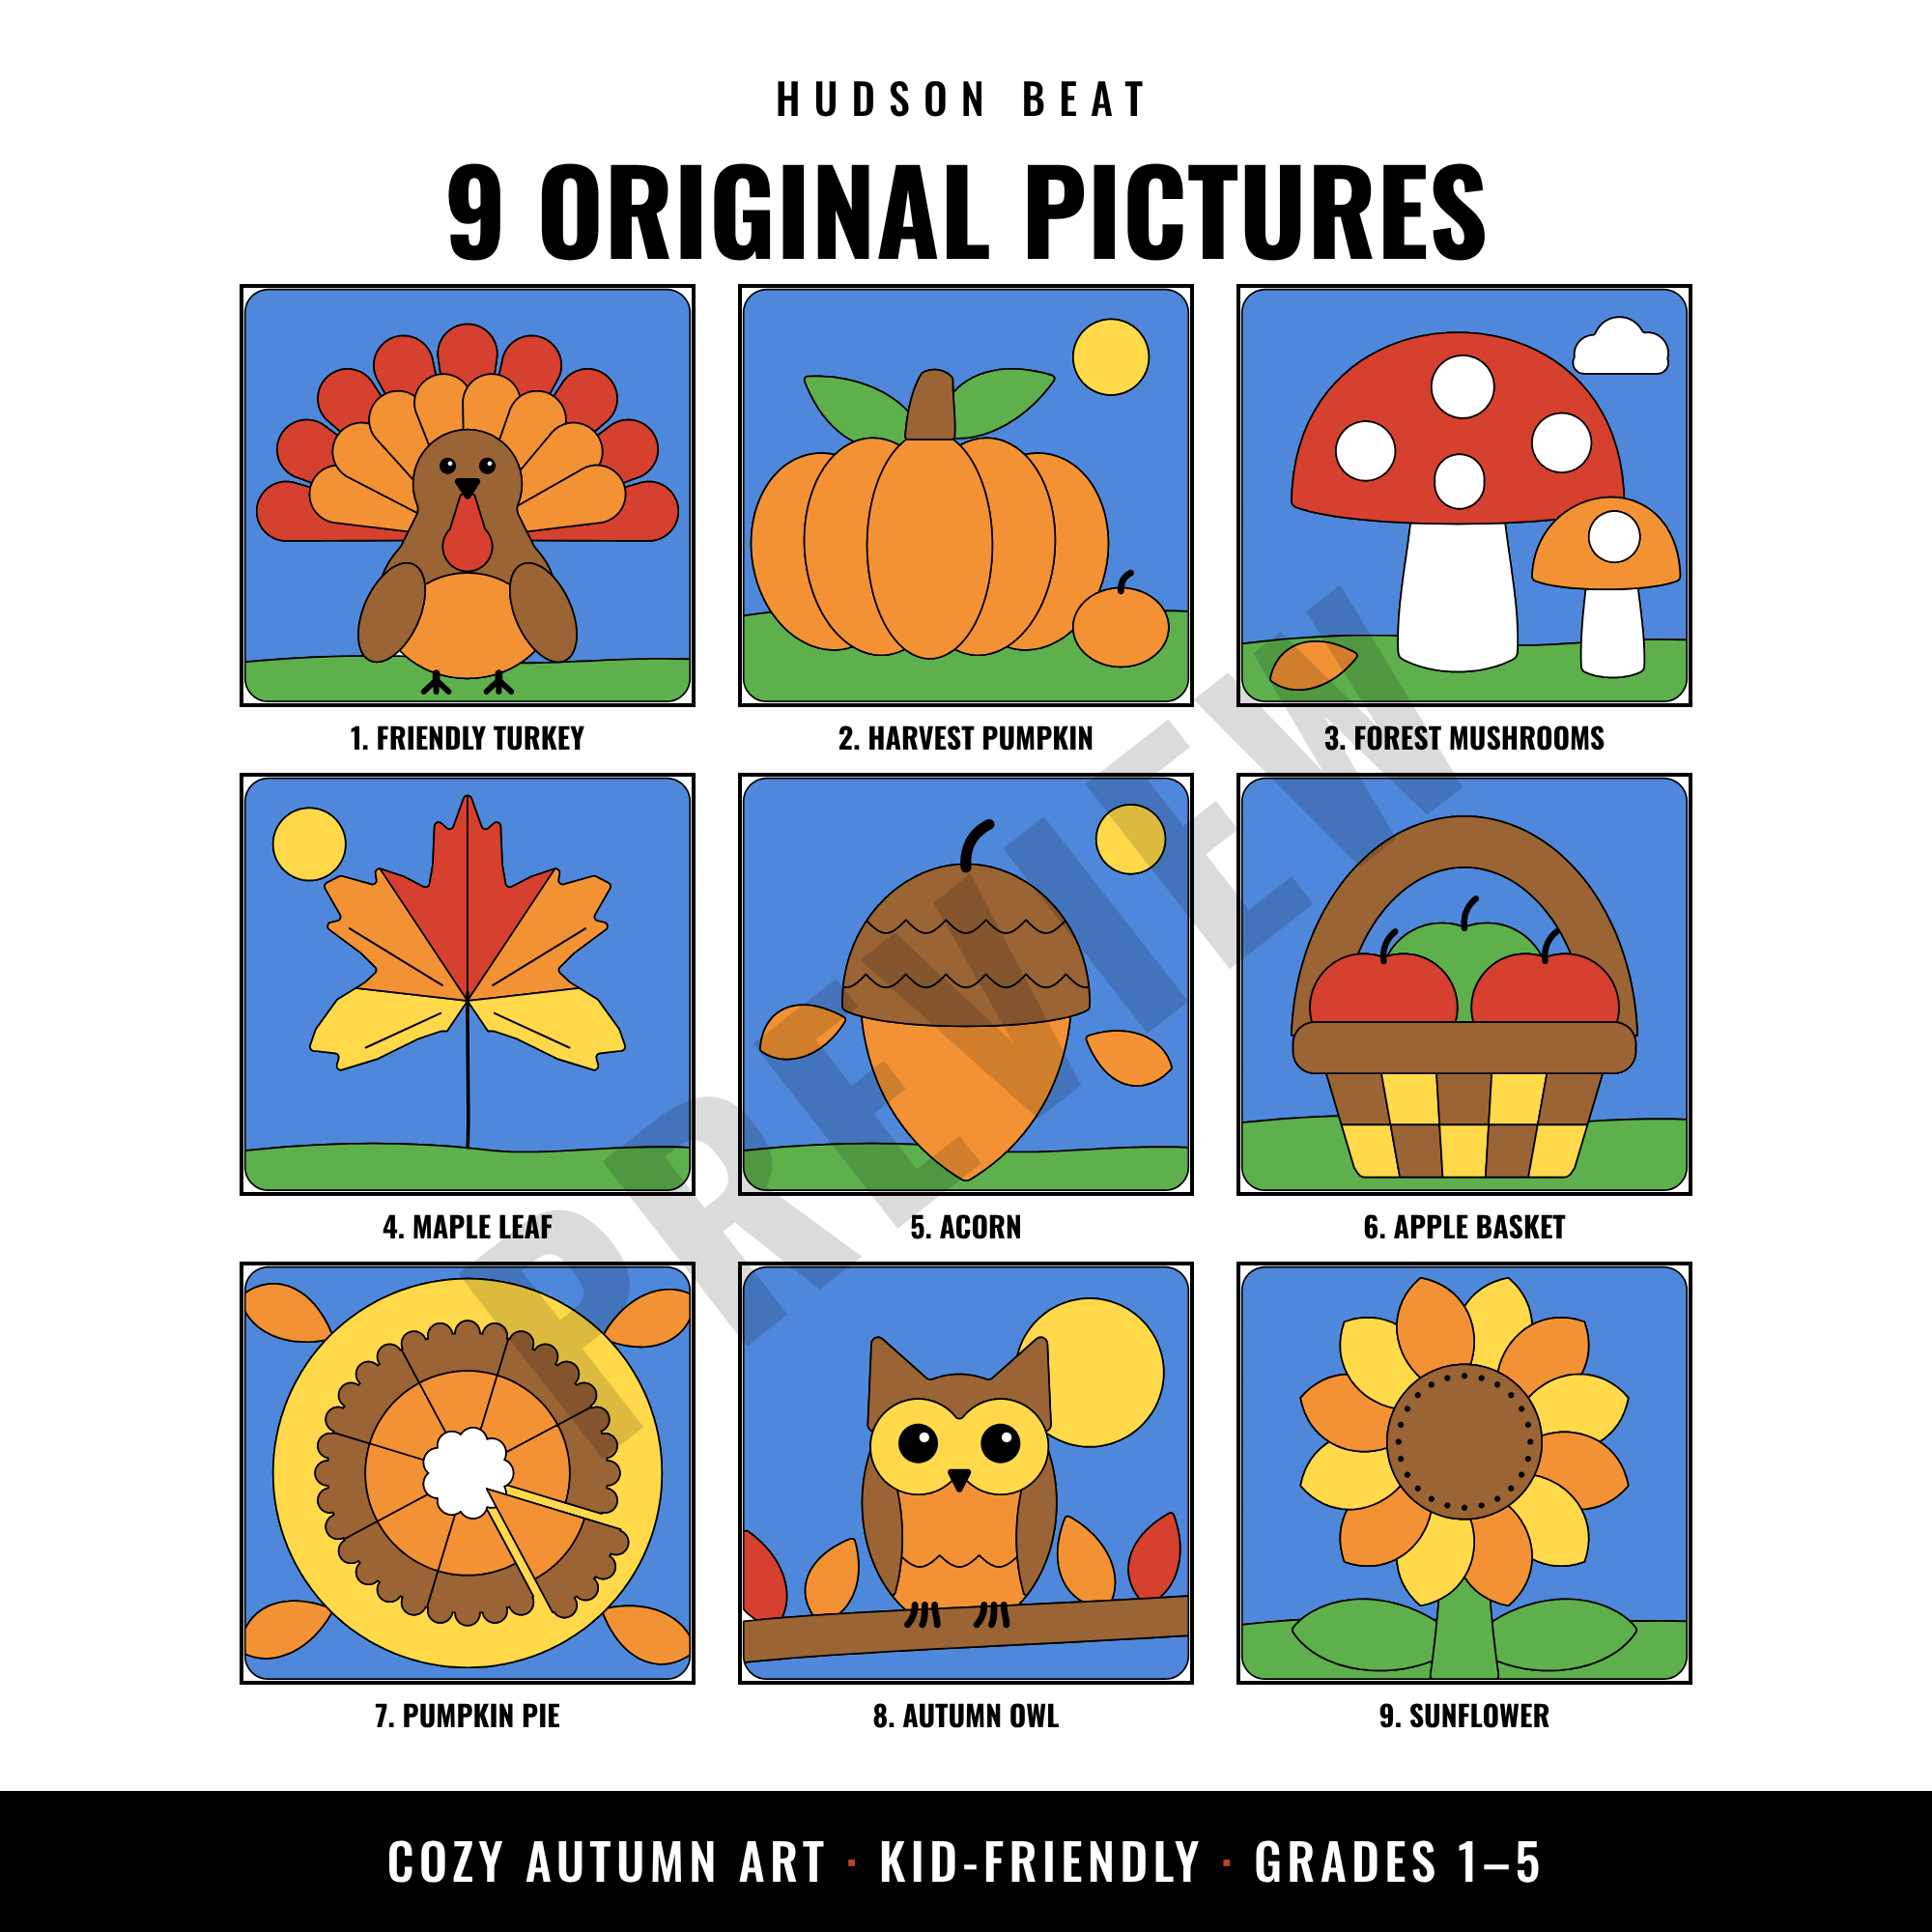 HUDSON BEAT
9 ORIGINAL PICTURES
1. FRIENDLY TURKEY
2. HARVEST PUMPKIN
3. FOREST MUSHROOMS
4. MAPLE LEAF
5. ACORN
6. APPLE BASKET
7. PUMPKIN PIE
8. AUTUMN OWL
9. SUNFLOWER
PREVIEW
COZY AUTUMN ART · KID-FRIENDLY · GRADES 1–5